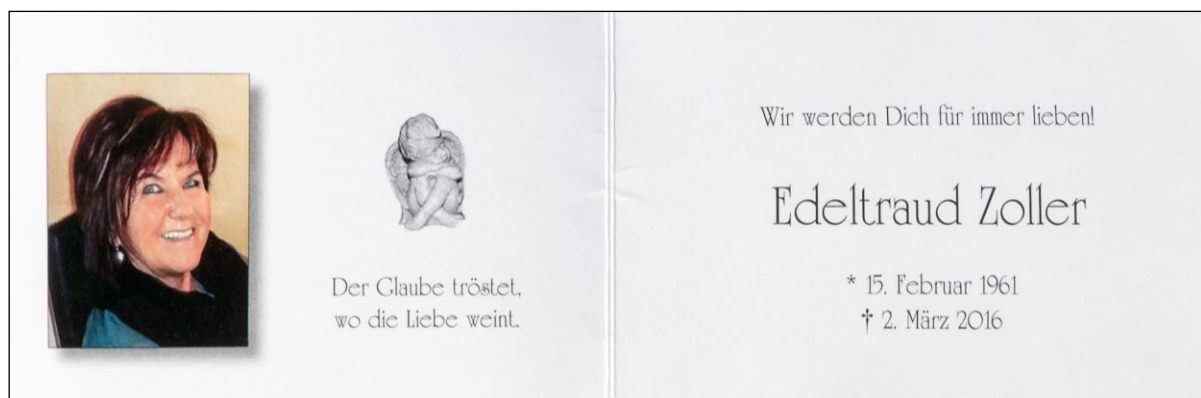 Der Glaube tröstet,
wo die Liebe weint.
Wir werden Dich für immer lieben!
Edeltraud Zoller
* 15. Februar 1961
† 2. März 2016